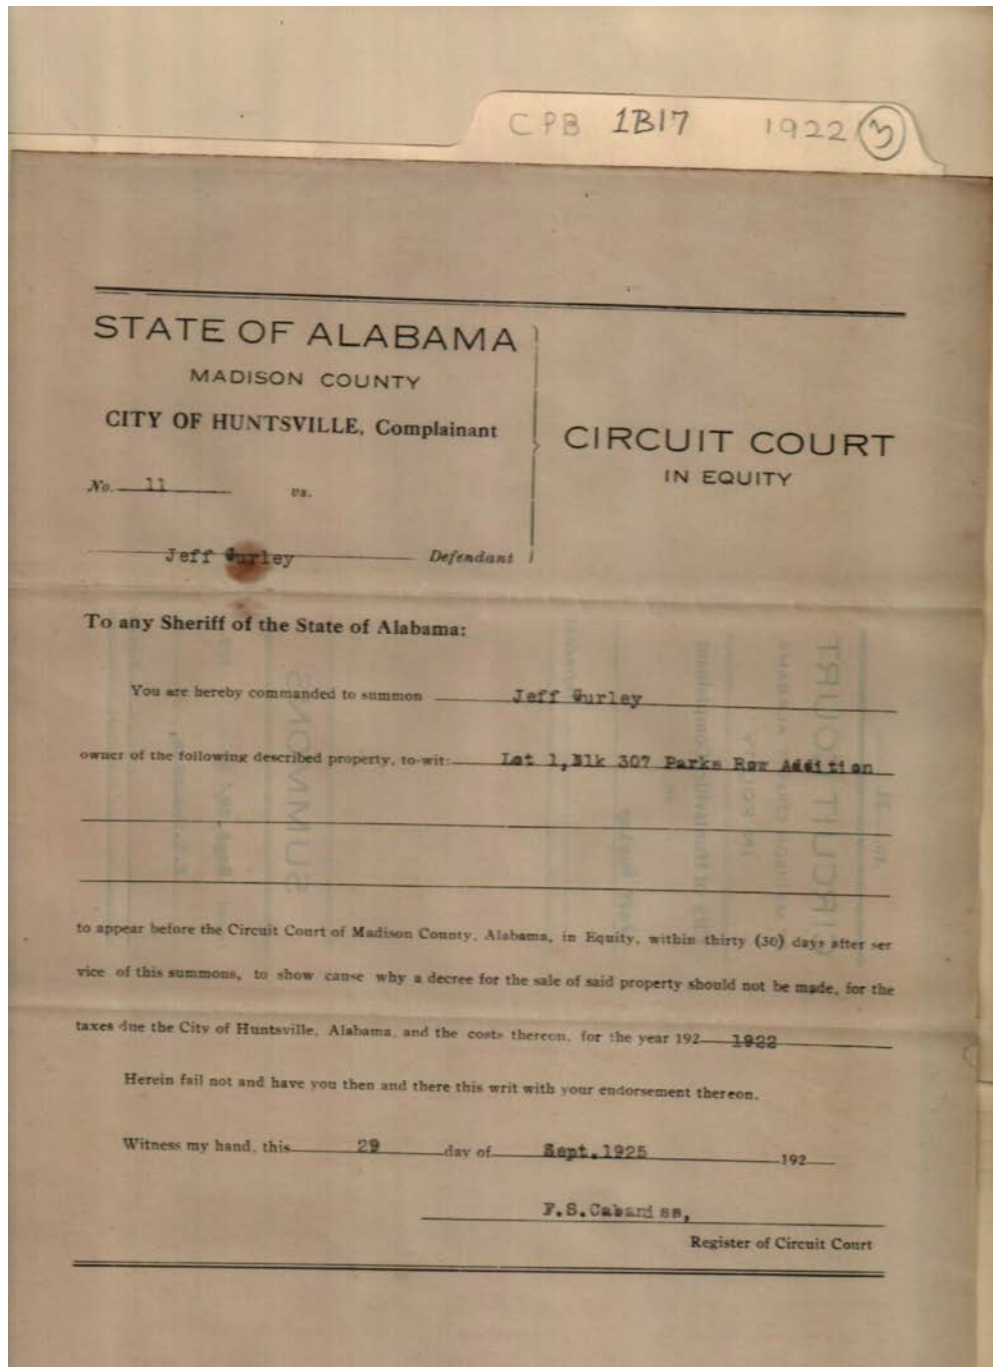 CPB 1B17 1922 3
STATE OF ALABAMA
MADISON COUNTY
CITY OF HUNTSVILLE, Complainant
CIRCUIT COURT
IN EQUITY
No. 11 vs.
Jeff Gurley Defendant
To any Sheriff of the State of Alabama:
You are hereby commanded to summon Jeff Gurley
owner of the following described property, to-wit: Lot 1, Blk 307 Parks Row Addition
to appear before the Circuit Court of Madison County, Alabama, in Equity, within thirty (30) days after ser
vice of this summons, to show cause why a decree for the sale of said property should not be made, for the
taxes due the City of Huntsville, Alabama, and the costs thereon, for the year 192 1922
Herein fail not and have you then and there this writ with your endorsement thereon.
Witness my hand, this 29 day of Sept. 1925 192
F.S.Cabaniss,
Register of Circuit Court